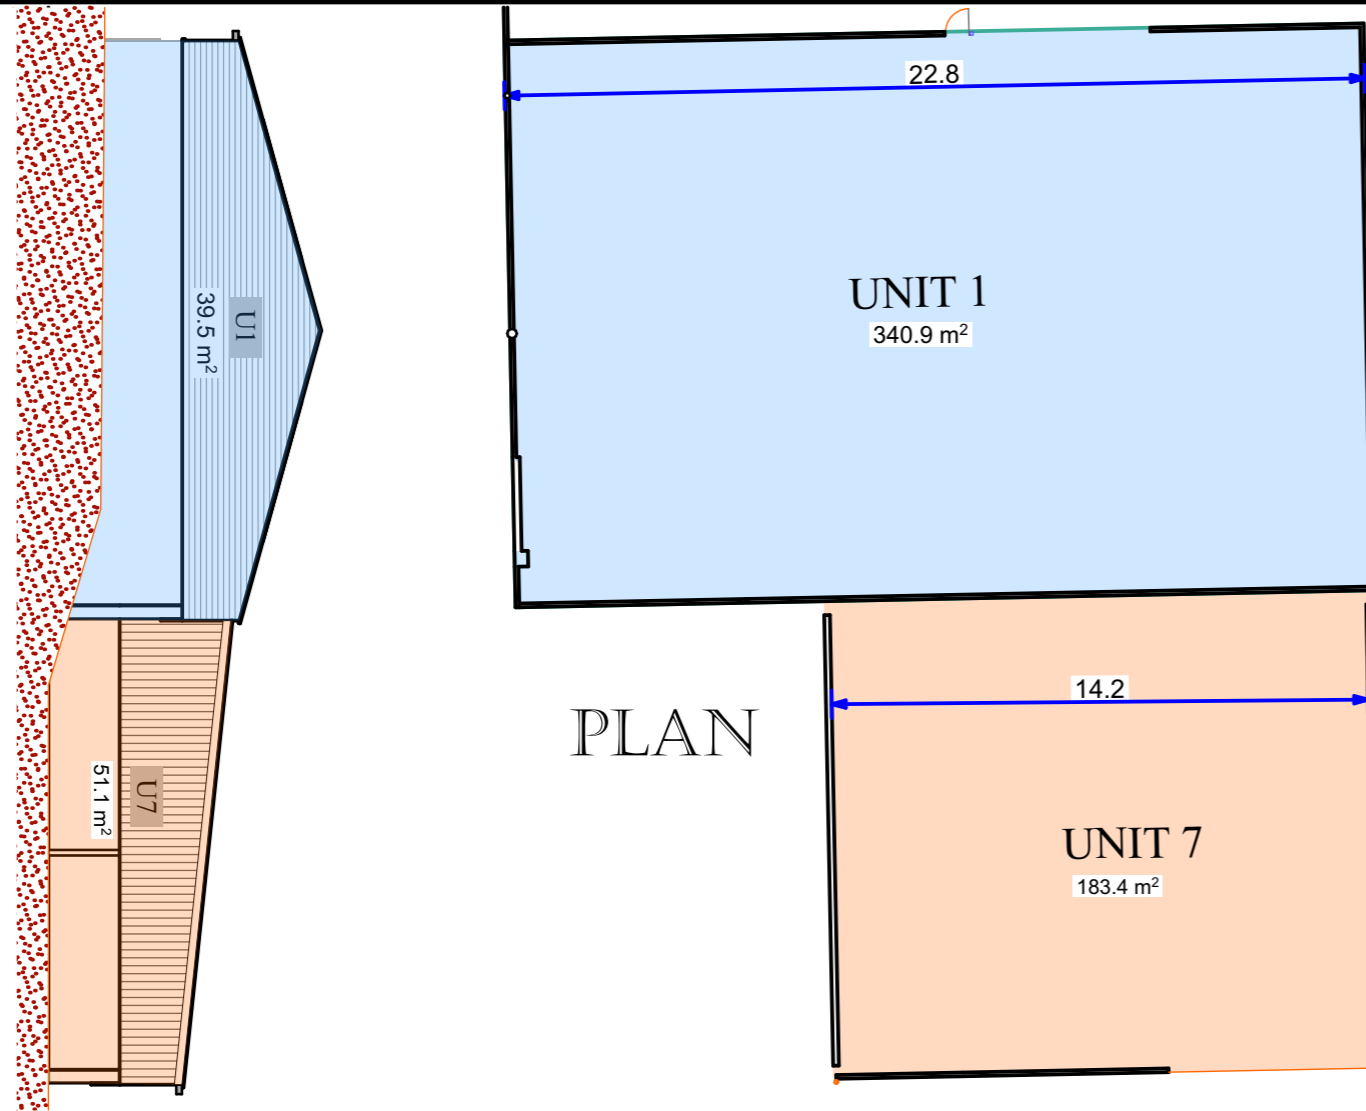 22.8
UNIT 1
340.9 m²
U1
39.5 m²
14.2
PLAN
U7
51.1 m²
UNIT 7
183.4 m²